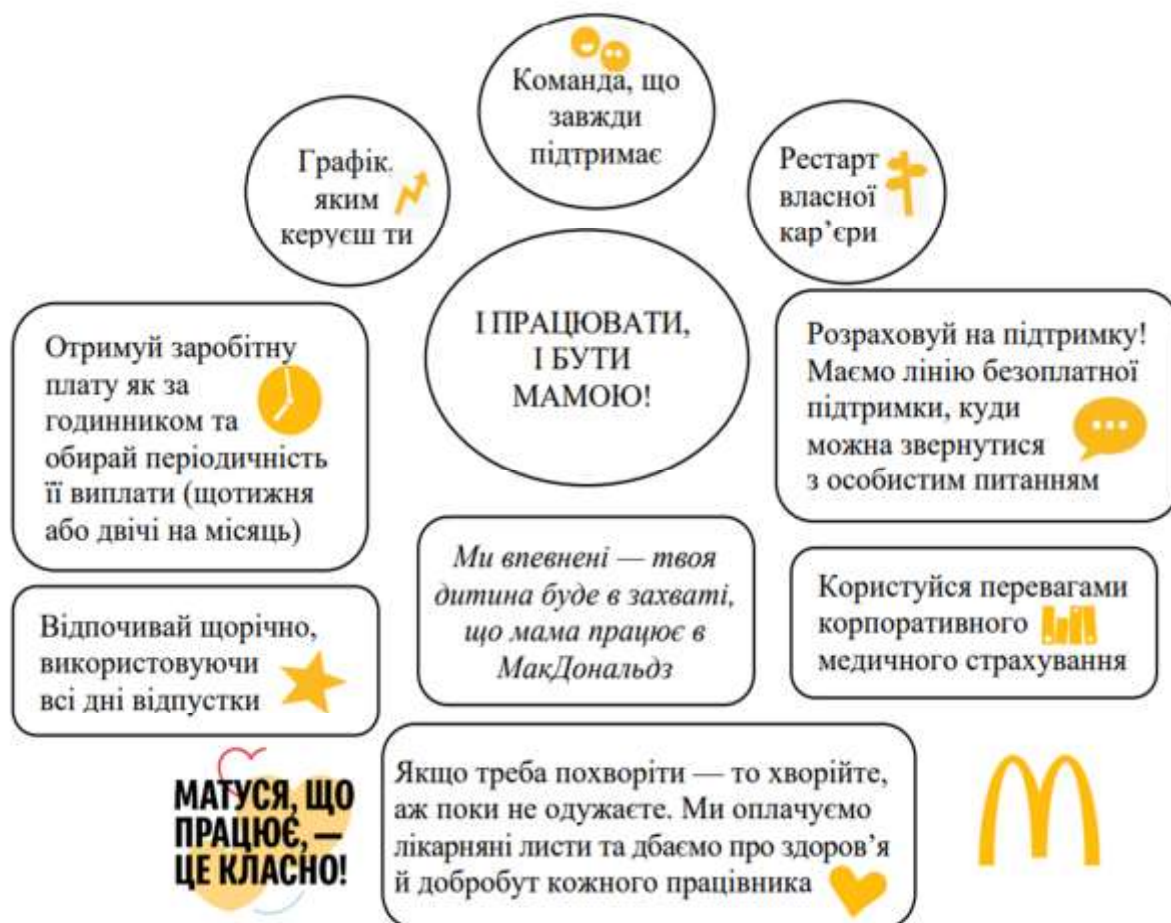 Команда, що
завжди
підтримає
Графік.
яким
керуєш ти
Рестарт
власної
кар’єри
І ПРАЦЮВАТИ,
І БУТИ
МАМОЮ!
Отримуй заробітну
плату як за
годинником та
обирай періодичність
її виплати (щотижня
або двічі на місяць)
Розраховуй на підтримку!
Маємо лінію безоплатної
підтримки, куди
можна звернутися
з особистим питанням
Ми впевнені — твоя
дитина буде в захваті,
що мама працює в
МакДональдз
Користуйся перевагами
корпоративного
медичного страхування
Відпочивай щорічно,
використовуючи
всі дні відпустки
МАТУСЯ, ЩО
ПРАЦЮЄ, —
ЦЕ КЛАСНО!
Якщо треба похворіти — то хворійте,
аж поки не одужаєте. Ми оплачуємо
лікарняні листи та дбаємо про здоров’я
й добробут кожного працівника